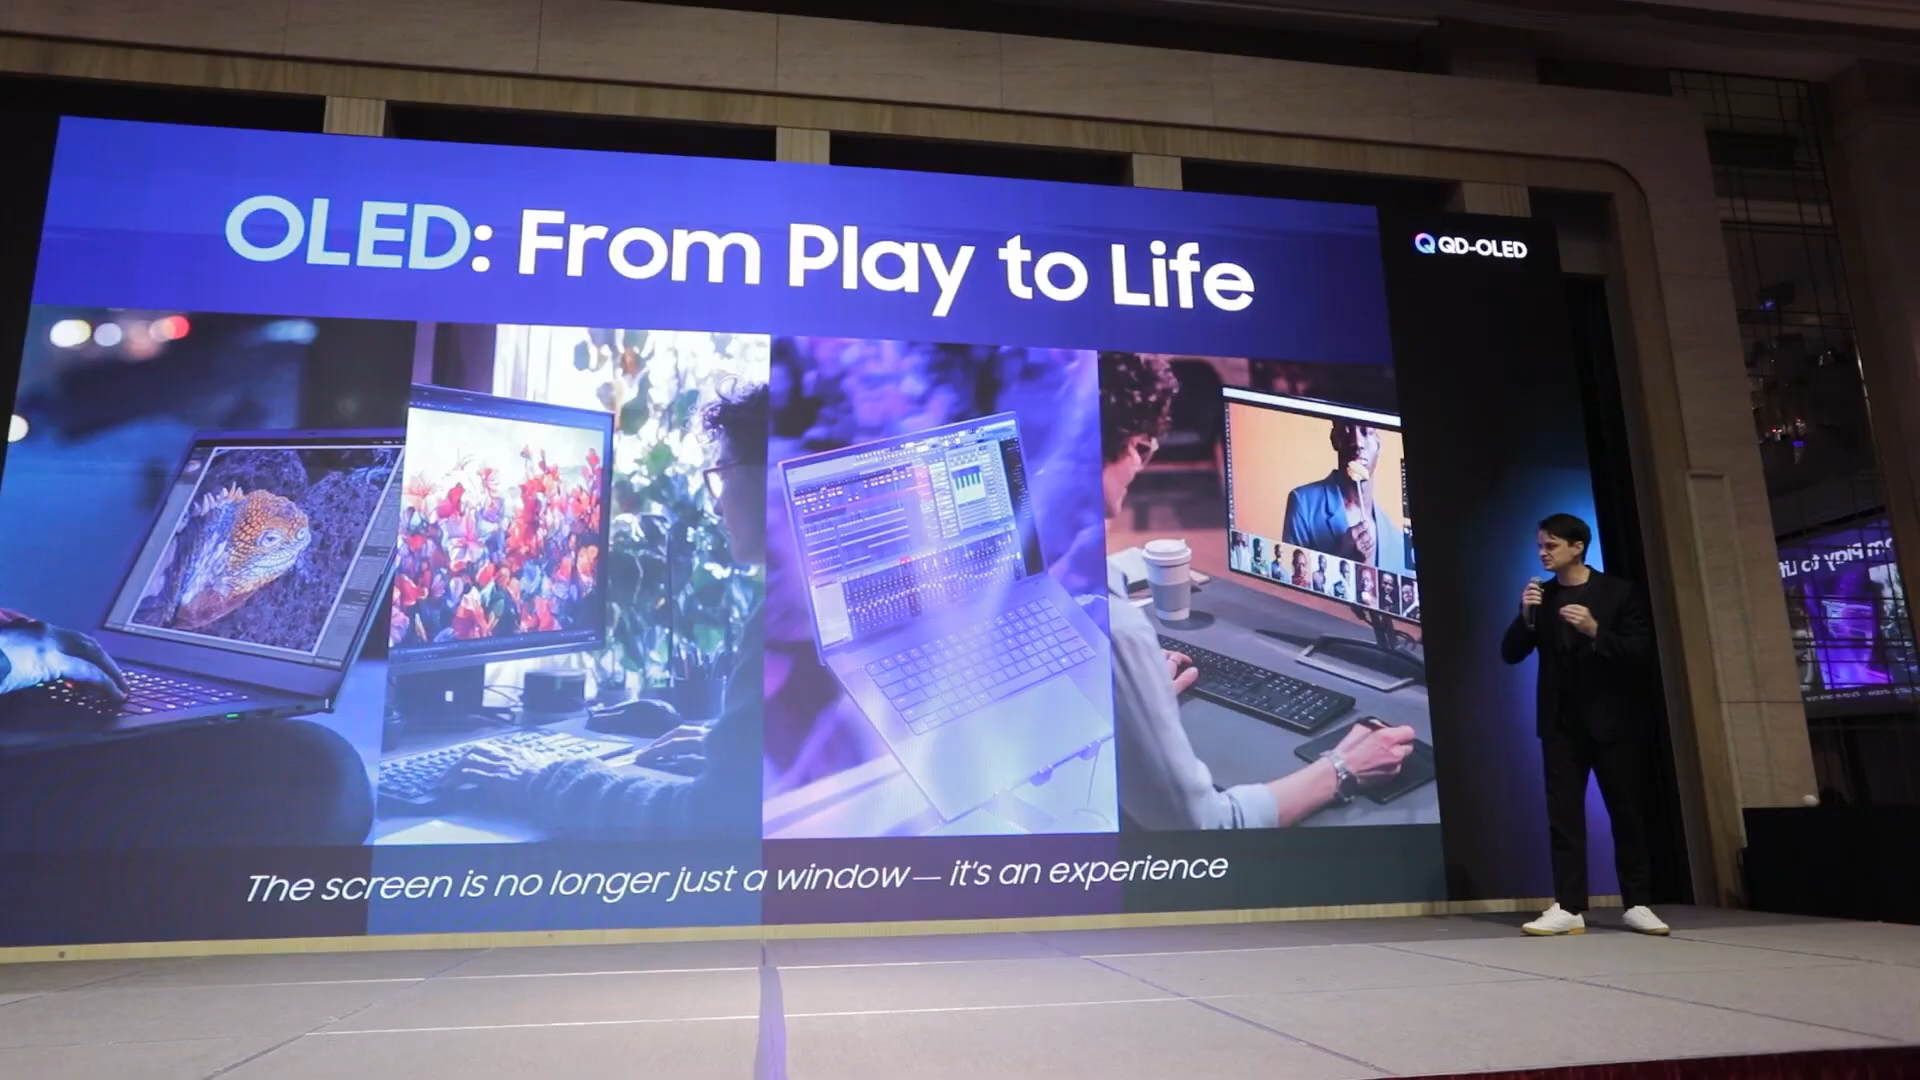 OLED: From Play to Life
QD-OLED
The screen is no longer just a window — it's an experience